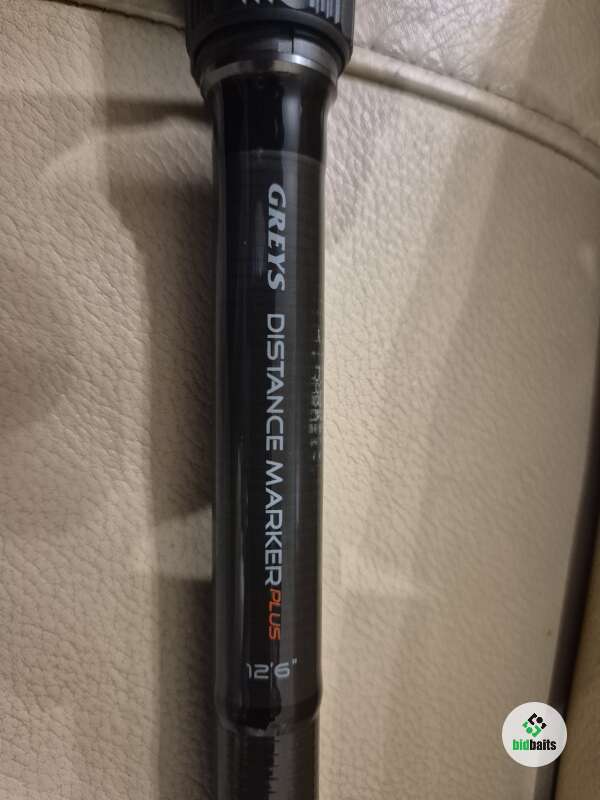 GREYS DISTANCE MARKER PLUS
12'6"
bidbaits